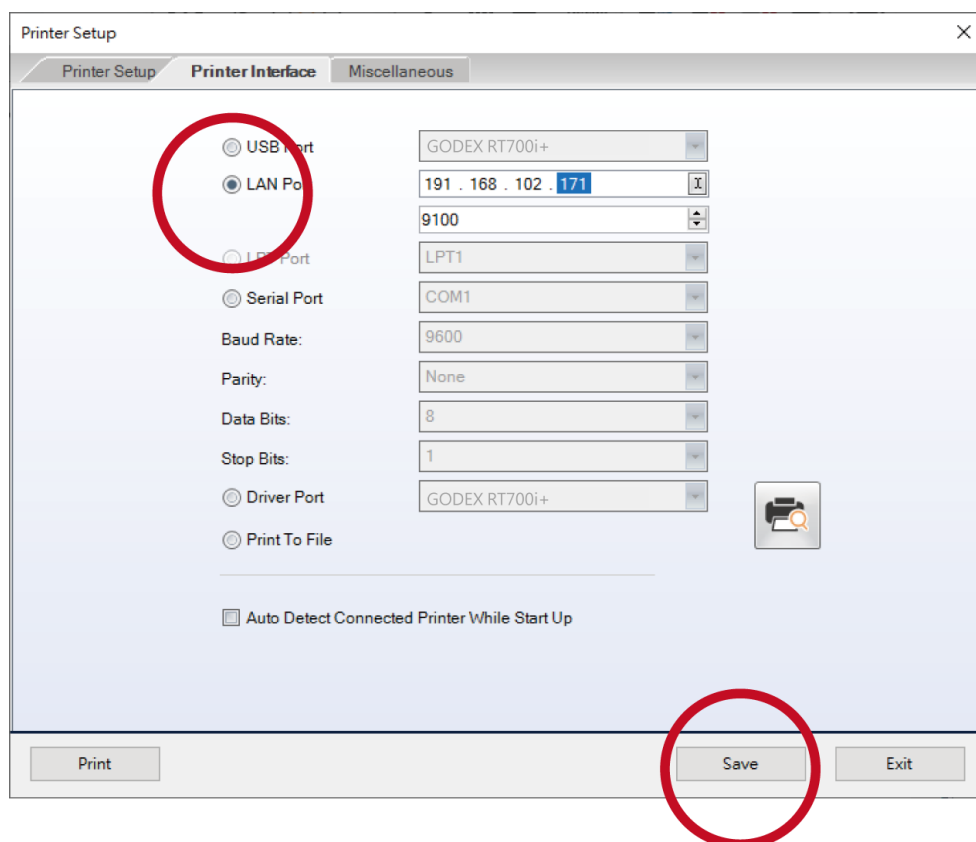 Printer Setup
Printer Setup Printer Interface Miscellaneous
USB Port GODEX RT700i+
LAN Po 191 . 168 . 102 . 171
9100
LPT Port LPT1
Serial Port COM1
Baud Rate: 9600
Parity: None
Data Bits: 8
Stop Bits: 1
Driver Port GODEX RT700i+
Print To File
Auto Detect Connected Printer While Start Up
Print Save Exit